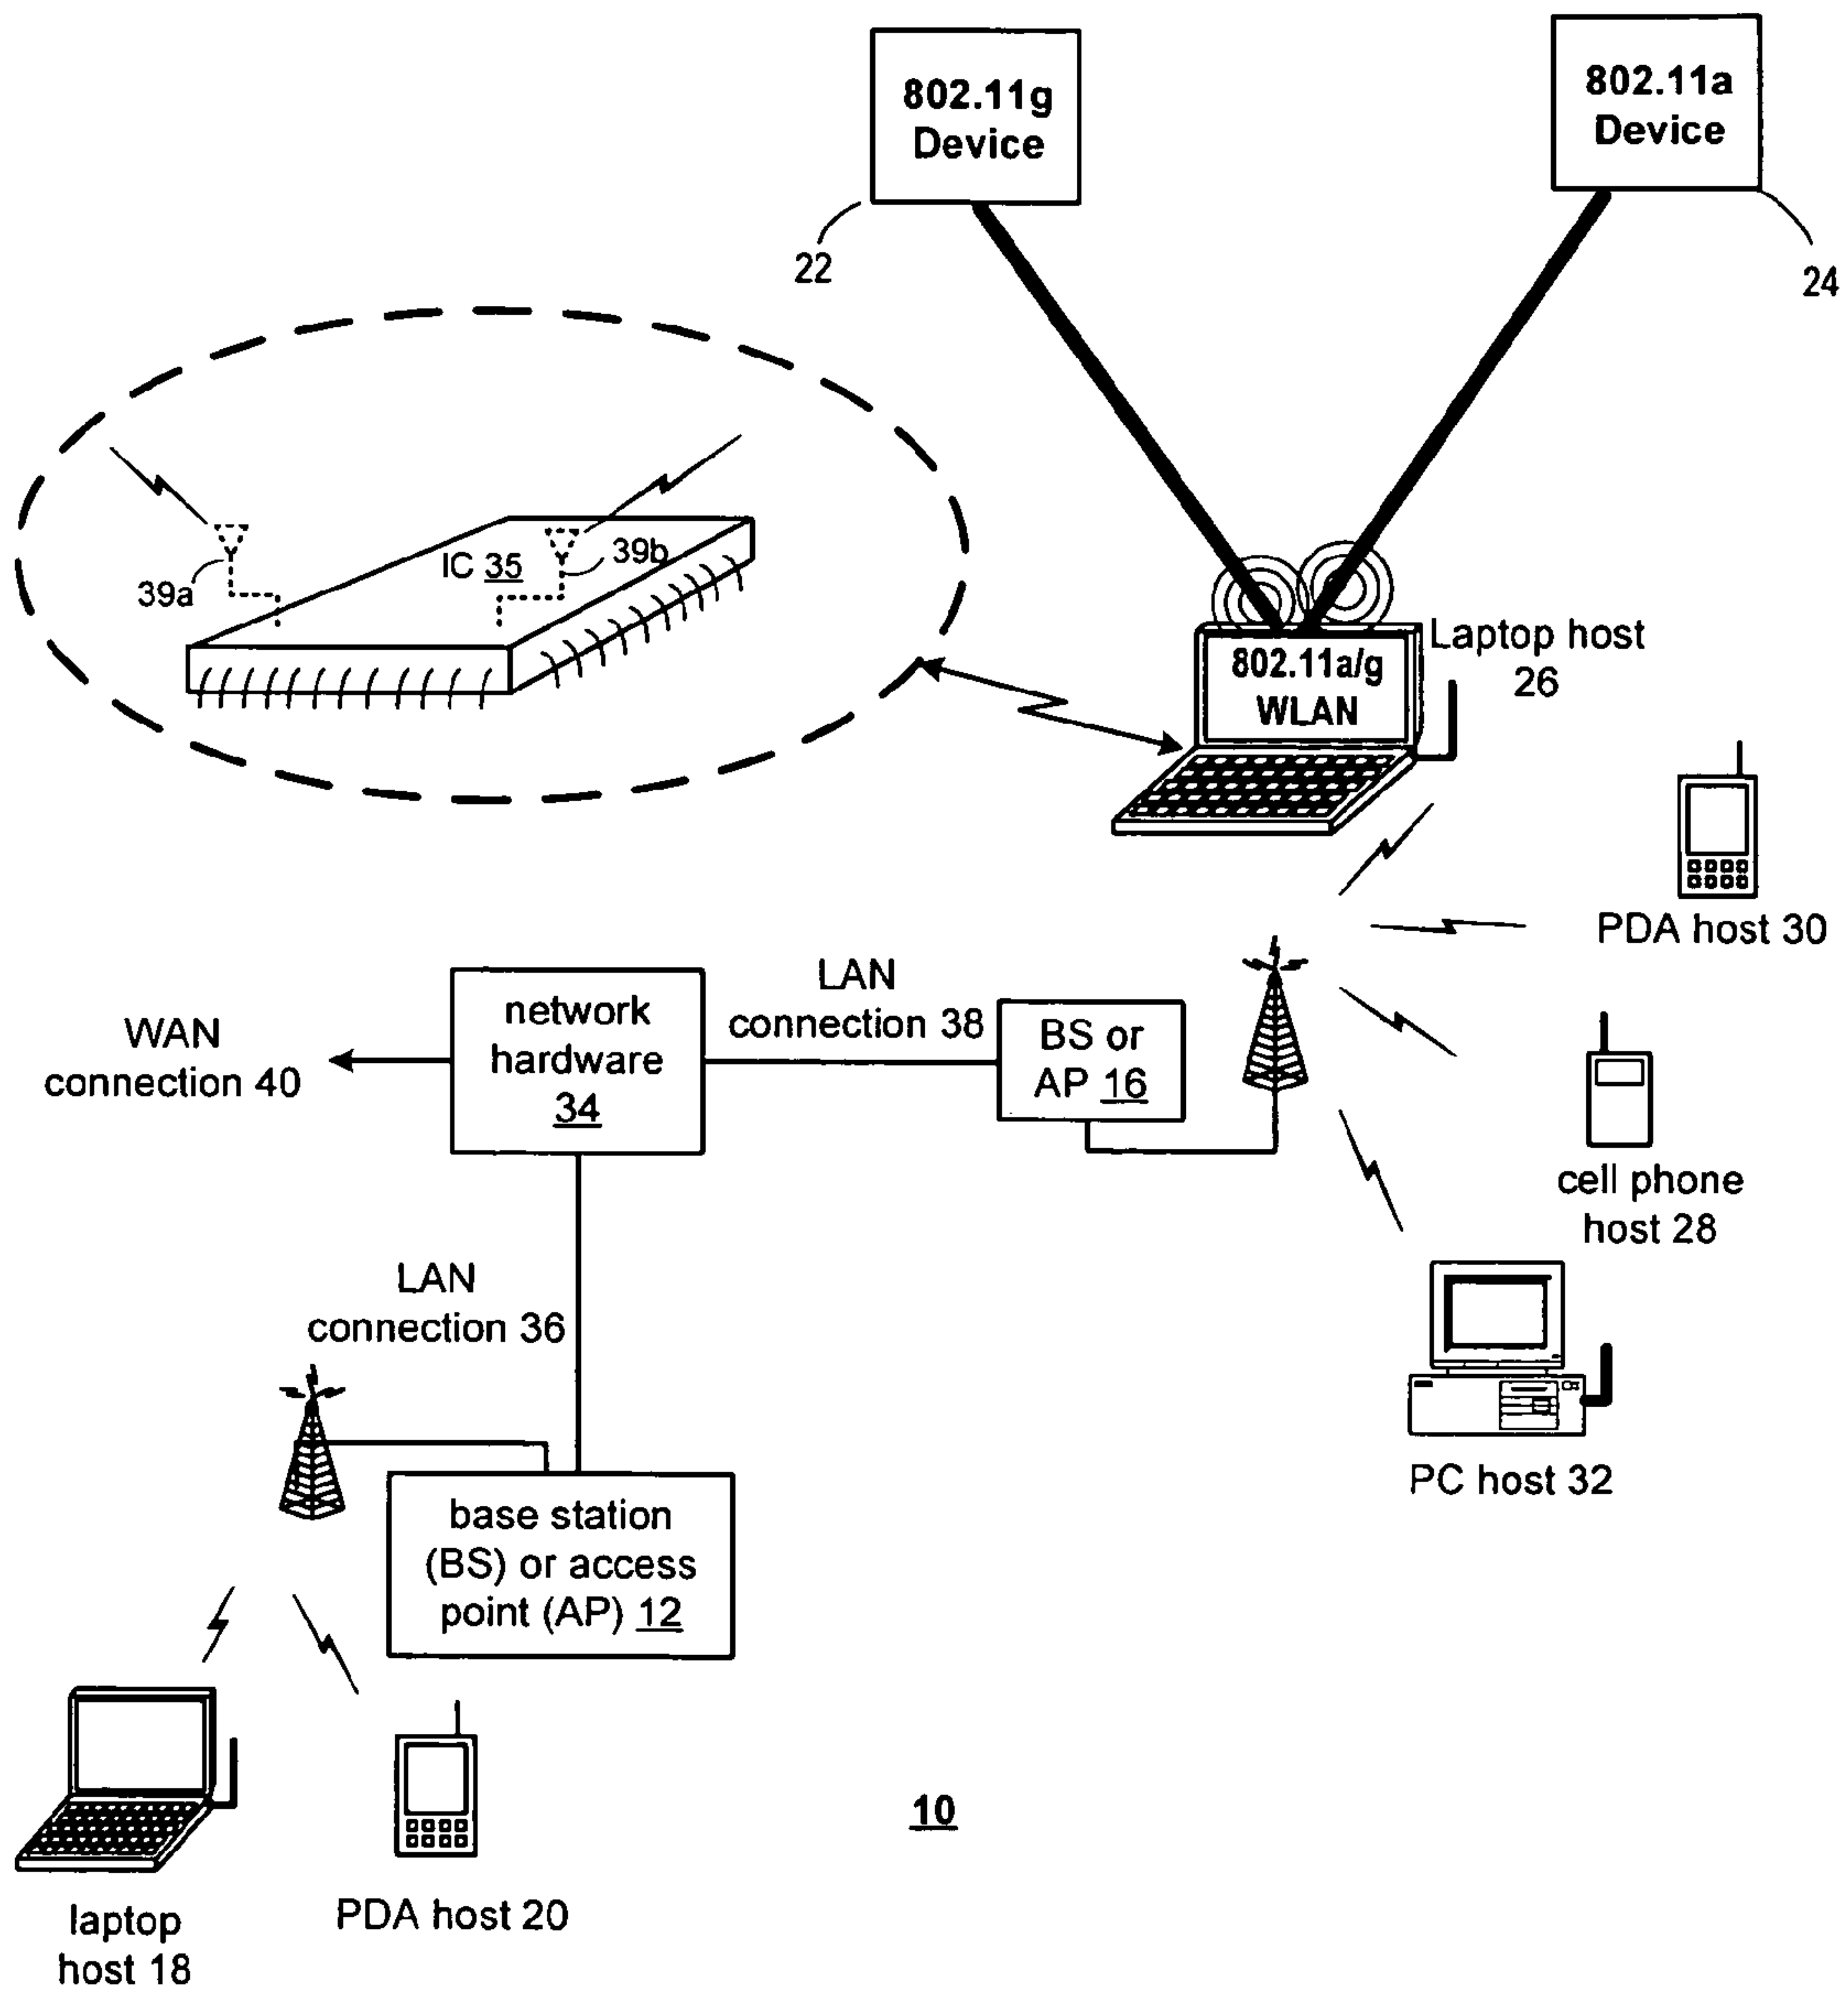 802.11g
Device
802.11a
Device
22
24
IC 35
39b
39a
802.11a/g
WLAN
Laptop host
26
PDA host 30
LAN
connection 38
network
hardware
34
WAN
connection 40
BS or
AP 16
cell phone
host 28
LAN
connection 36
PC host 32
base station
(BS) or access
point (AP) 12
10
PDA host 20
laptop
host 18